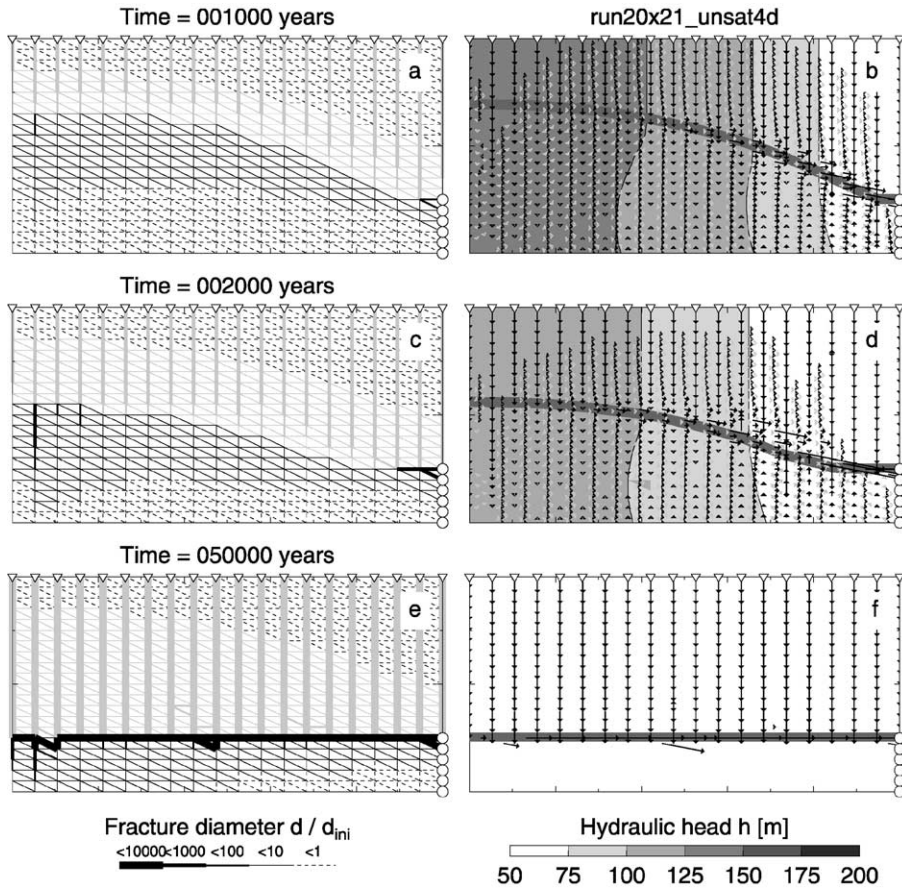 Time = 001000 years
run20x21_unsat4d
a
b
Time = 002000 years
c
d
Time = 050000 years
e
f
Fracture diameter d / dini
<10000 <1000 <100 <10 <1
Hydraulic head h [m]
50 75 100 125 150 175 200